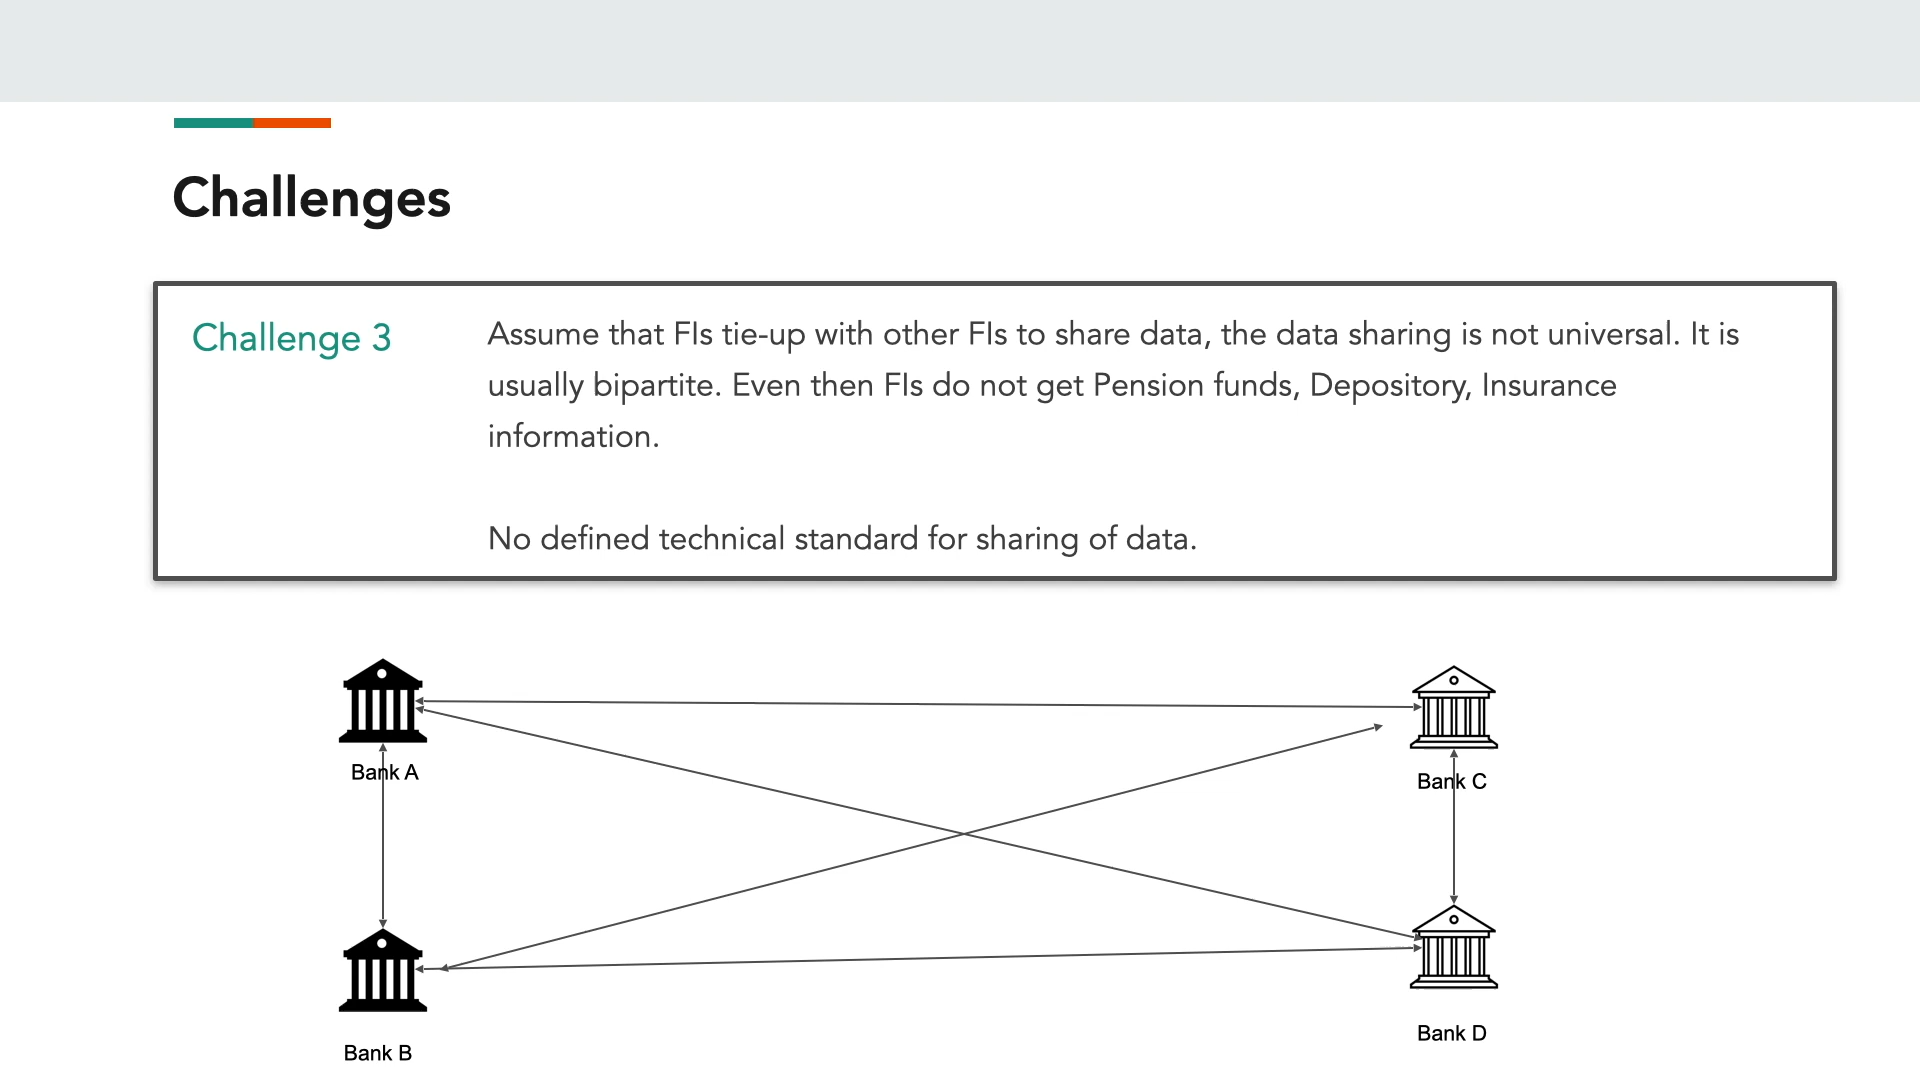 Challenges
Challenge 3
Assume that FIs tie-up with other FIs to share data, the data sharing is not universal. It is
usually bipartite. Even then FIs do not get Pension funds, Depository, Insurance
information.
No defined technical standard for sharing of data.
Bank A
Bank C
Bank B
Bank D